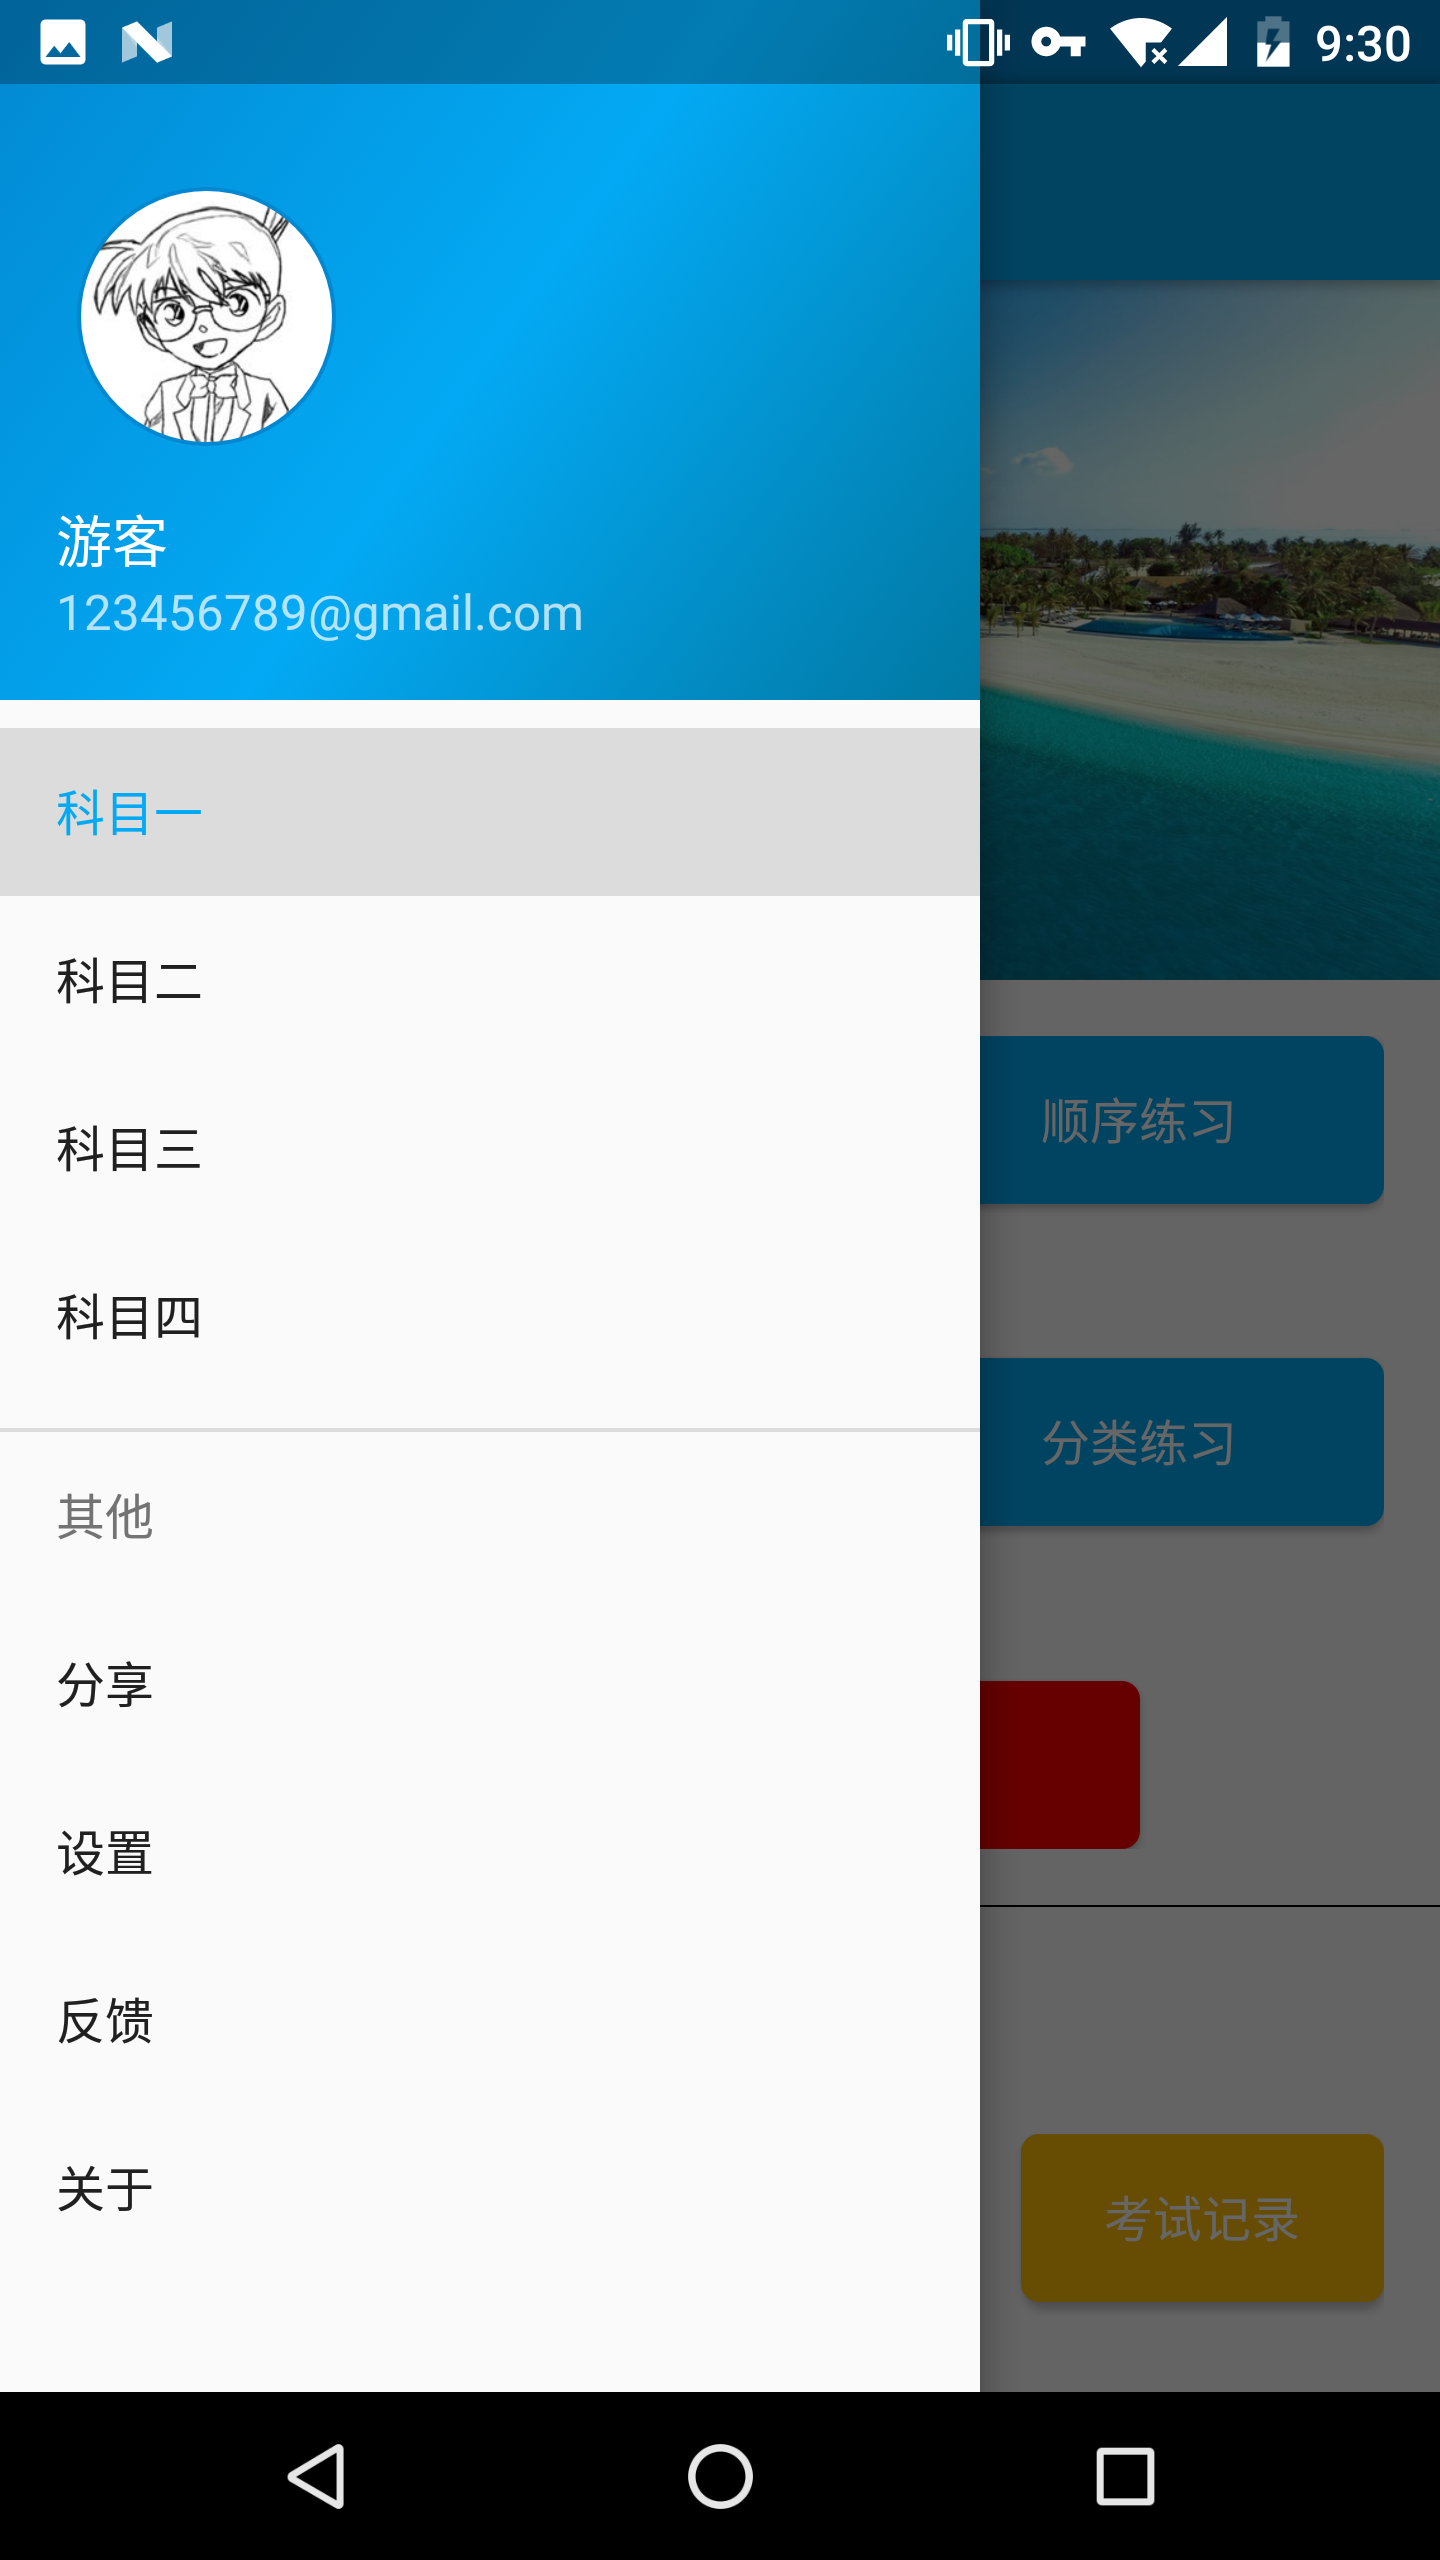 9:30
游客
123456789@gmail.com
科目一
科目二
科目三
科目四
其他
分享
设置
反馈
关于
顺序练习
分类练习
考试记录